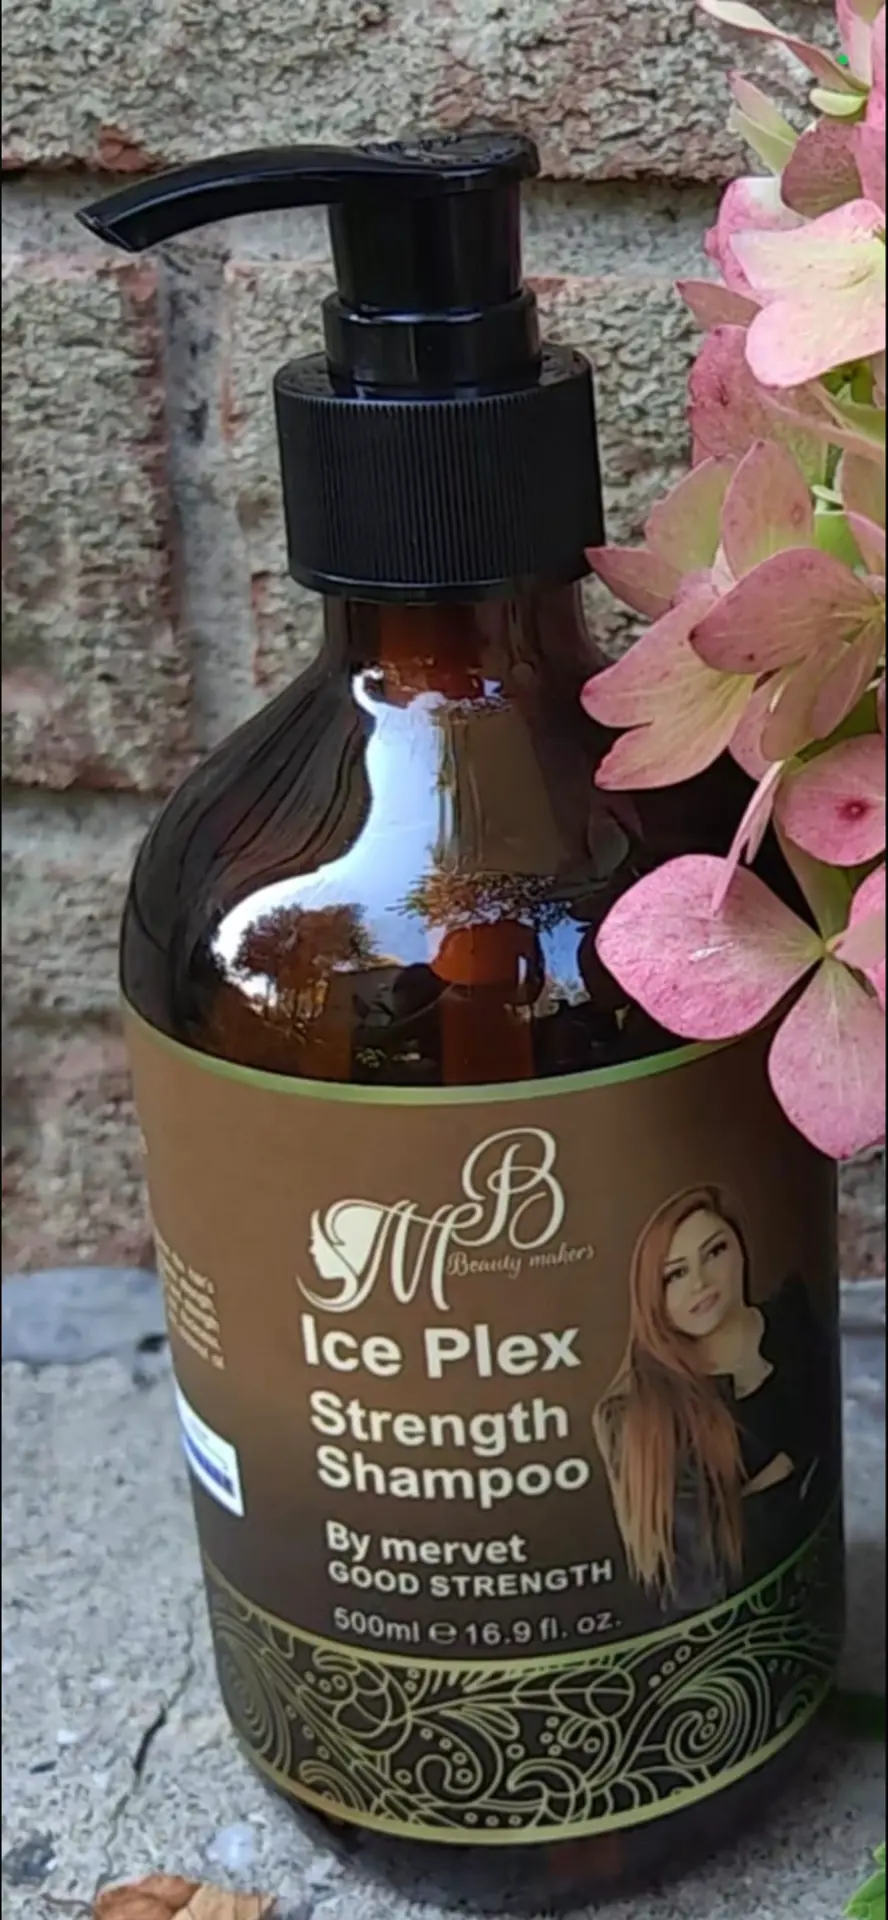 MB
Beauty makers
Ice Plex
Strength
Shampoo
By mervet
GOOD STRENGTH
500ml ℮ 16.9 fl. oz.